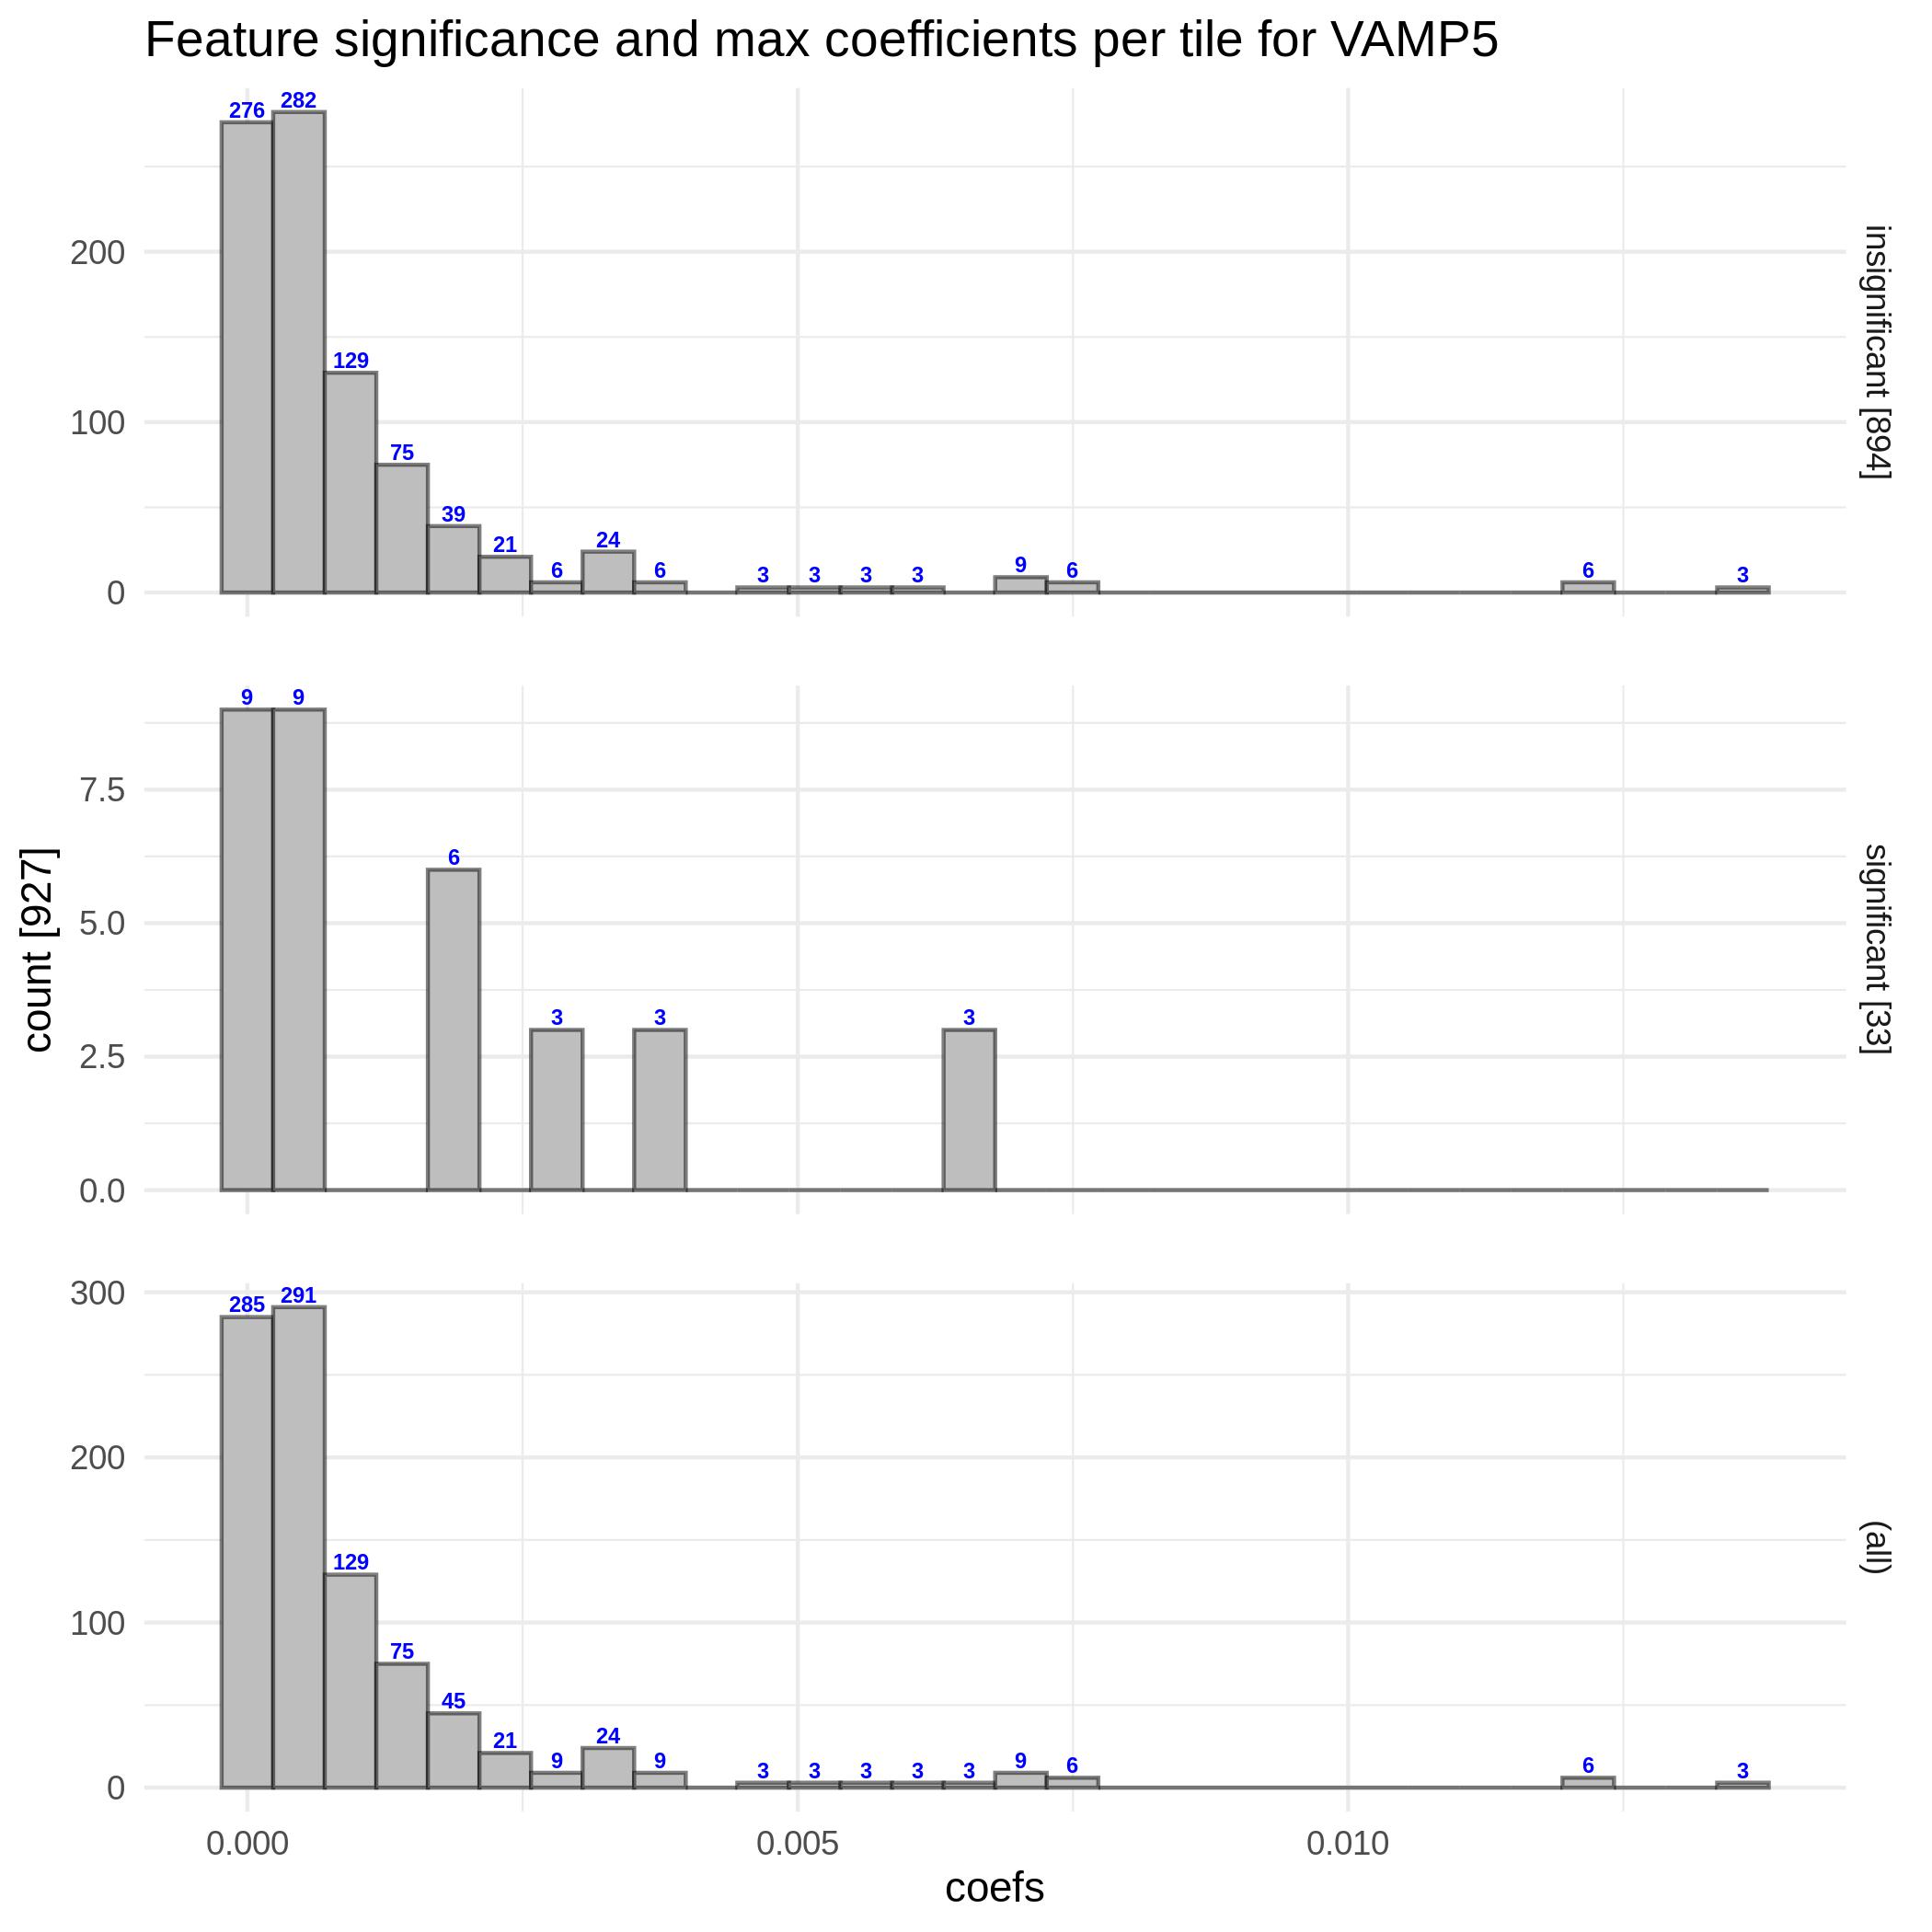 Feature significance and max coefficients per tile for VAMP5
276 282 129 75 39 21 6 24 6 3 3 3 3 9 6 6 3
200
100
0
insignificant [894]
9 9 6 3 3 3
7.5
5.0
2.5
0.0
significant [33]
count [927]
285 291 129 75 45 21 9 24 9 3 3 3 3 3 9 6 6 3
300
200
100
0
(all)
0.000 0.005 0.010
coefs